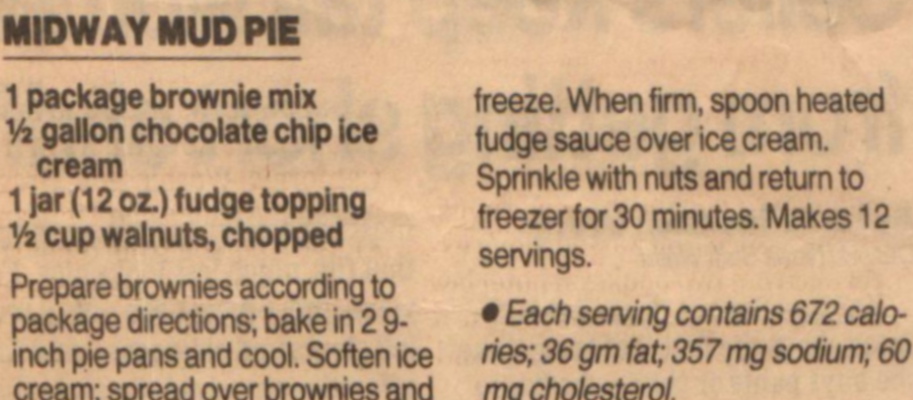 MIDWAY MUD PIE
1 package brownie mix
½ gallon chocolate chip ice
cream
1 jar (12 oz.) fudge topping
½ cup walnuts, chopped
Prepare brownies according to
package directions; bake in 2 9-
inch pie pans and cool. Soften ice
cream; spread over brownies and
freeze. When firm, spoon heated
fudge sauce over ice cream.
Sprinkle with nuts and return to
freezer for 30 minutes. Makes 12
servings.
● Each serving contains 672 calo-
ries; 36 gm fat; 357 mg sodium; 60
mg cholesterol.